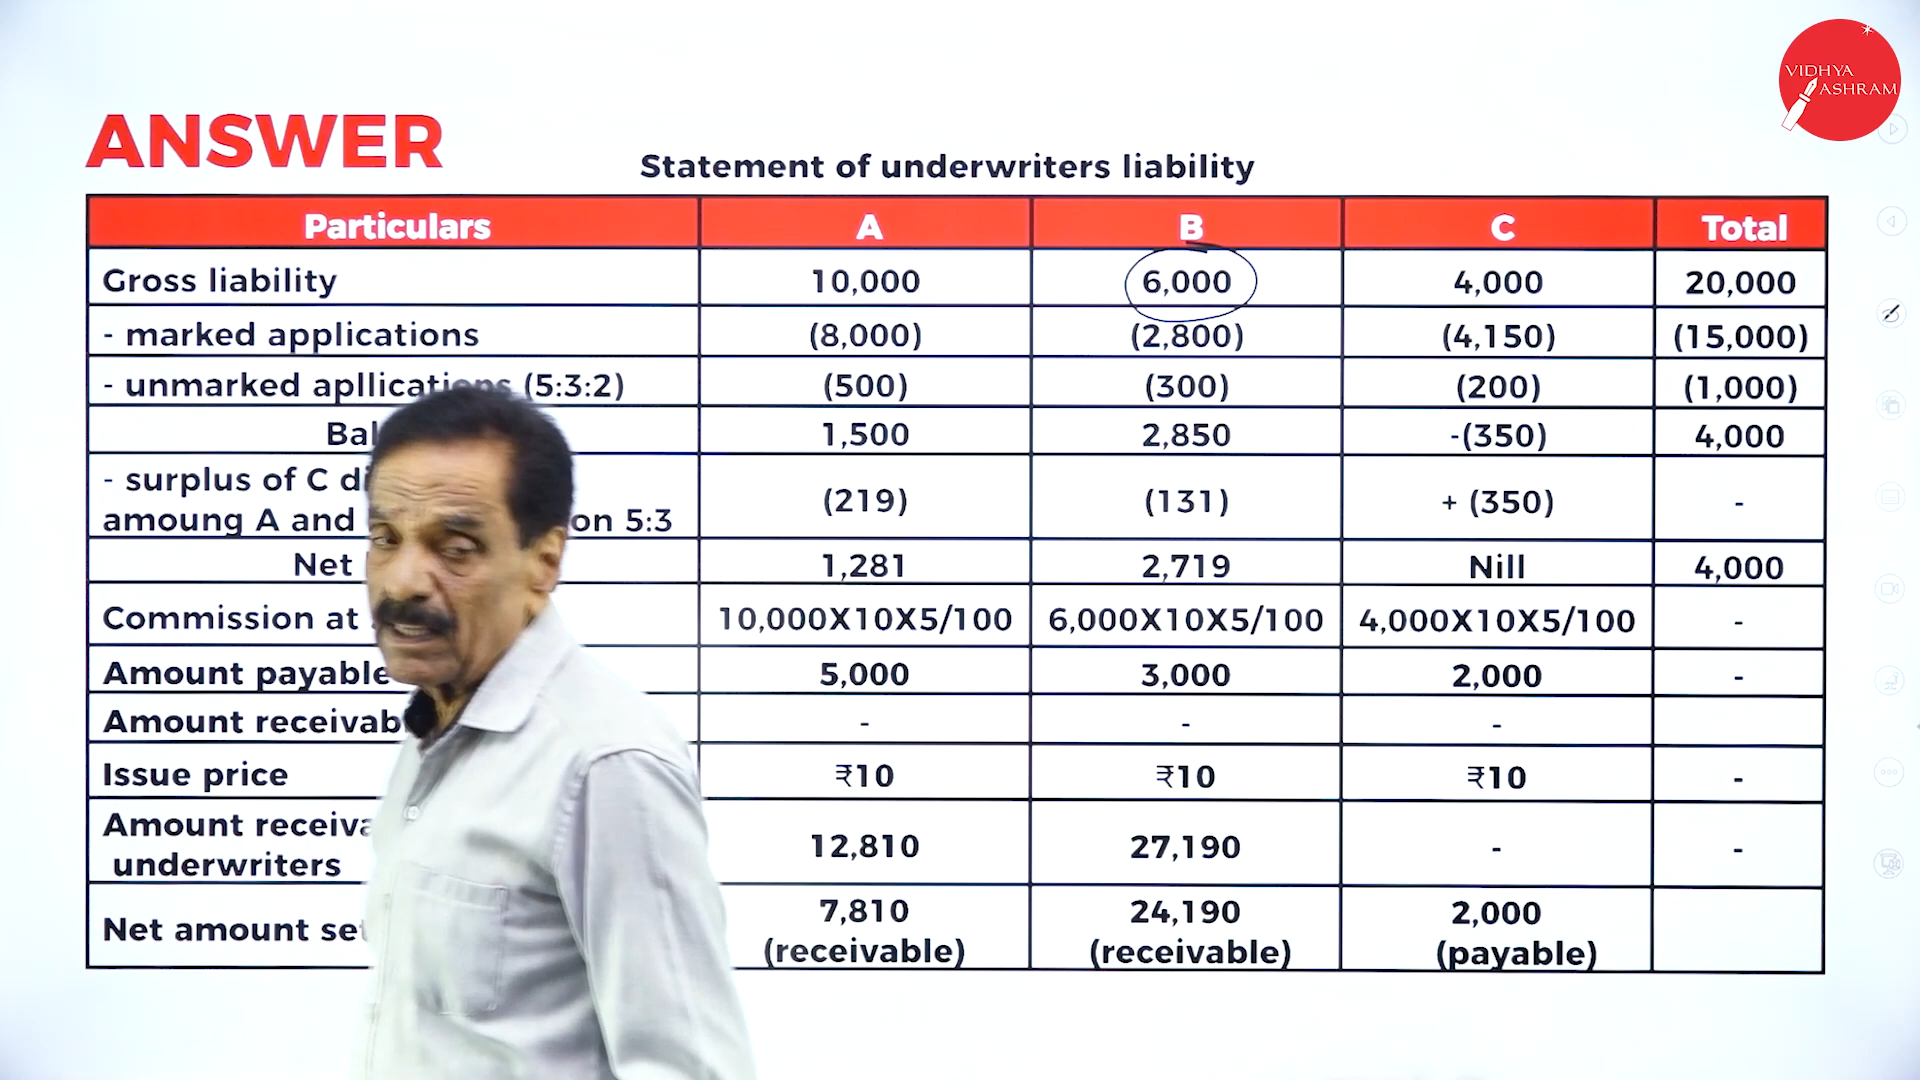 VIDHYA
ASHRAM
ANSWER
Statement of underwriters liability
Particulars A B C Total
Gross liability 10,000 6,000 4,000 20,000
- marked applications (8,000) (2,800) (4,150) (15,000)
- unmarked apllications (5:3:2) (500) (300) (200) (1,000)
1,500 2,850 -(350) 4,000
- surplus of C
amoung A and on 5:3 (219) (131) + (350) -
Net 1,281 2,719 Nill 4,000
Commission at 10,000X10X5/100 6,000X10X5/100 4,000X10X5/100 -
Amount payable 5,000 3,000 2,000 -
Amount - - -
Issue price ₹10 ₹10 ₹10 -
Amount
underwriters 12,810 27,190 - -
Net amount 7,810 24,190 2,000
(receivable) (receivable) (payable)